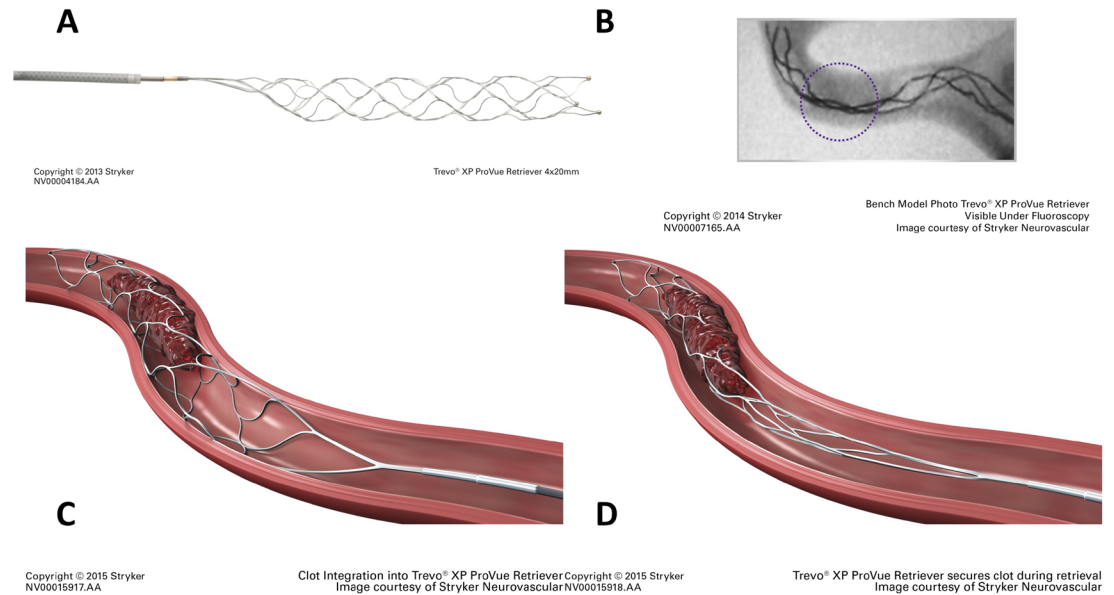 A
B
Copyright © 2013 Stryker
NV00004184.AA
Trevo® XP ProVue Retriever 4x20mm
Copyright © 2014 Stryker
NV00007165.AA
Bench Model Photo Trevo® XP ProVue Retriever
Visible Under Fluoroscopy
Image courtesy of Stryker Neurovascular
C
D
Copyright © 2015 Stryker
NV00015917.AA
Clot Integration into Trevo® XP ProVue Retriever
Image courtesy of Stryker Neurovascular
Copyright © 2015 Stryker
NV00015918.AA
Trevo® XP ProVue Retriever secures clot during retrieval
Image courtesy of Stryker Neurovascular